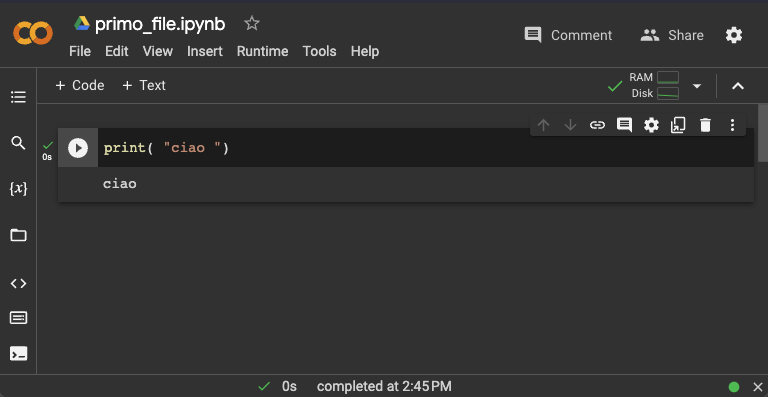 primo_file.ipynb
File Edit View Insert Runtime Tools Help
Comment Share
+ Code + Text
RAM
Disk
{x}
0s
print( "ciao ")
ciao
0s completed at 2:45 PM